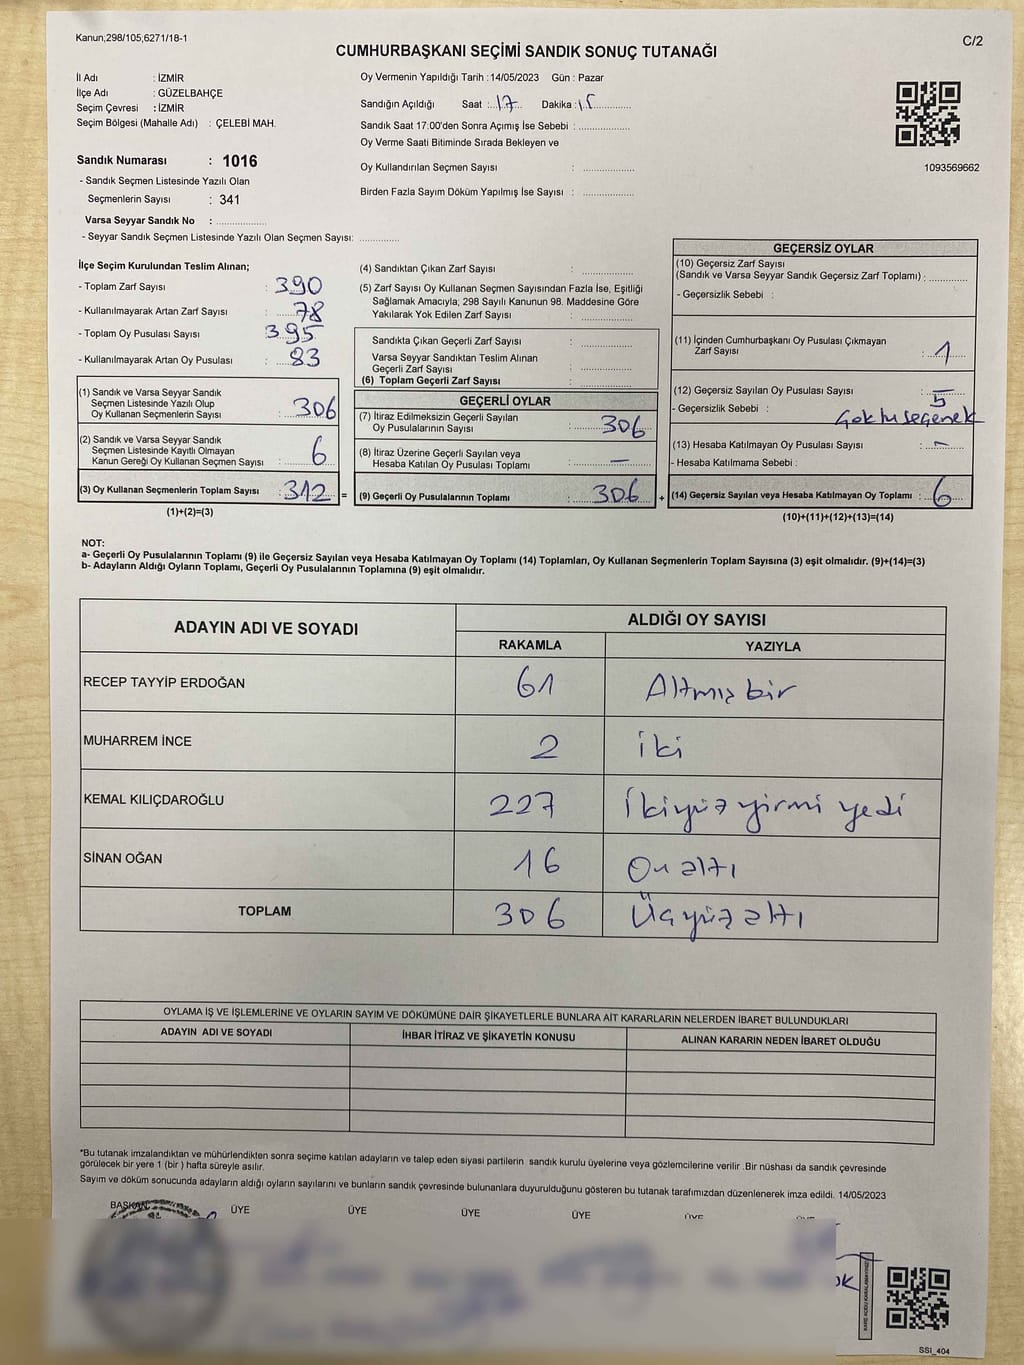 Kanun;298/105;6271/18-1
C/2
CUMHURBAŞKANI SEÇİMİ SANDIK SONUÇ TUTANAĞI
İl Adı : İZMİR
İlçe Adı : GÜZELBAHÇE
Seçim Çevresi : İZMİR
Seçim Bölgesi (Mahalle Adı) : ÇELEBİ MAH.
Sandık Numarası : 1016
- Sandık Seçmen Listesinde Yazılı Olan
Seçmenlerin Sayısı : 341
Varsa Seyyar Sandık No : ..................
- Seyyar Sandık Seçmen Listesinde Yazılı Olan Seçmen Sayısı: ..............
Oy Vermenin Yapıldığı Tarih : 14/05/2023 Gün : Pazar
Sandığın Açıldığı Saat : 17 Dakika : 15
Sandık Saat 17:00'den Sonra Açımış İse Sebebi : ..................
Oy Verme Saati Bitiminde Sırada Bekleyen ve
Oy Kullandırılan Seçmen Sayısı : ..................
Birden Fazla Sayım Döküm Yapılmış İse Sayısı : ..................
1093569662
İlçe Seçim Kurulundan Teslim Alınan;
- Toplam Zarf Sayısı : 390
- Kullanılmayarak Artan Zarf Sayısı : 78
- Toplam Oy Pusulası Sayısı : 395
- Kullanılmayarak Artan Oy Pusulası : 83
(1) Sandık ve Varsa Seyyar Sandık
Seçmen Listesinde Yazılı Olup
Oy Kullanan Seçmenlerin Sayısı : 306
(2) Sandık ve Varsa Seyyar Sandık
Seçmen Listesinde Kayıtlı Olmayan
Kanun Gereği Oy Kullanan Seçmen Sayısı : 6
(3) Oy Kullanan Seçmenlerin Toplam Sayısı : 312 =
(1)+(2)=(3)
(4) Sandıktan Çıkan Zarf Sayısı : ..................
(5) Zarf Sayısı Oy Kullanan Seçmen Sayısından Fazla İse, Eşitliği
Sağlamak Amacıyla; 298 Sayılı Kanunun 98. Maddesine Göre
Yakılarak Yok Edilen Zarf Sayısı : ..................
Sandıkta Çıkan Geçerli Zarf Sayısı : ..................
Varsa Seyyar Sandıktan Teslim Alınan
Geçerli Zarf Sayısı : ..................
(6) Toplam Geçerli Zarf Sayısı : ..................
GEÇERLİ OYLAR
(7) İtiraz Edilmeksizin Geçerli Sayılan
Oy Pusulalarının Sayısı : 306
(8) İtiraz Üzerine Geçerli Sayılan veya
Hesaba Katılan Oy Pusulası Toplamı : –
(9) Geçerli Oy Pusulalarının Toplamı : 306 +
GEÇERSİZ OYLAR
(10) Geçersiz Zarf Sayısı
(Sandık ve Varsa Seyyar Sandık Geçersiz Zarf Toplamı) : ..............
- Geçersizlik Sebebi :
(11) İçinden Cumhurbaşkanı Oy Pusulası Çıkmayan
Zarf Sayısı : 1
(12) Geçersiz Sayılan Oy Pusulası Sayısı : 5
- Geçersizlik Sebebi : Çoktu seçenek
(13) Hesaba Katılmayan Oy Pusulası Sayısı : –
- Hesaba Katılmama Sebebi :
(14) Geçersiz Sayılan veya Hesaba Katılmayan Oy Toplamı : 6
(10)+(11)+(12)+(13)=(14)
NOT:
a- Geçerli Oy Pusulalarının Toplamı (9) ile Geçersiz Sayılan veya Hesaba Katılmayan Oy Toplamı (14) Toplamları, Oy Kullanan Seçmenlerin Toplam Sayısına (3) eşit olmalıdır. (9)+(14)=(3)
b- Adayların Aldığı Oyların Toplamı, Geçerli Oy Pusulalarının Toplamına (9) eşit olmalıdır.
ADAYIN ADI VE SOYADI
ALDIĞI OY SAYISI
RAKAMLA YAZIYLA
RECEP TAYYİP ERDOĞAN 61 Altmış bir
MUHARREM İNCE 2 iki
KEMAL KILIÇDAROĞLU 227 İkiyüz yirmi yedi
SİNAN OĞAN 16 On altı
TOPLAM 306 Üçyüz altı
OYLAMA İŞ VE İŞLEMLERİNE VE OYLARIN SAYIM VE DÖKÜMÜNE DAİR ŞİKAYETLERLE BUNLARA AİT KARARLARIN NELERDEN İBARET BULUNDUKLARI
ADAYIN ADI VE SOYADI İHBAR İTİRAZ VE ŞİKAYETİN KONUSU ALINAN KARARIN NEDEN İBARET OLDUĞU
*Bu tutanak imzalandıktan ve mühürlendikten sonra seçime katılan adayların ve talep eden siyasi partilerin sandık kurulu üyelerine veya gözlemcilerine verilir .Bir nüshası da sandık çevresinde
görülecek bir yere 1 (bir ) hafta süreyle asılır.
Sayım ve döküm sonucunda adayların aldığı oyların sayılarını ve bunların sandık çevresinde bulunanlara duyurulduğunu gösteren bu tutanak tarafımızdan düzenlenerek imza edildi. 14/05/2023
BAŞKAN ÜYE ÜYE ÜYE ÜYE
SSI_404